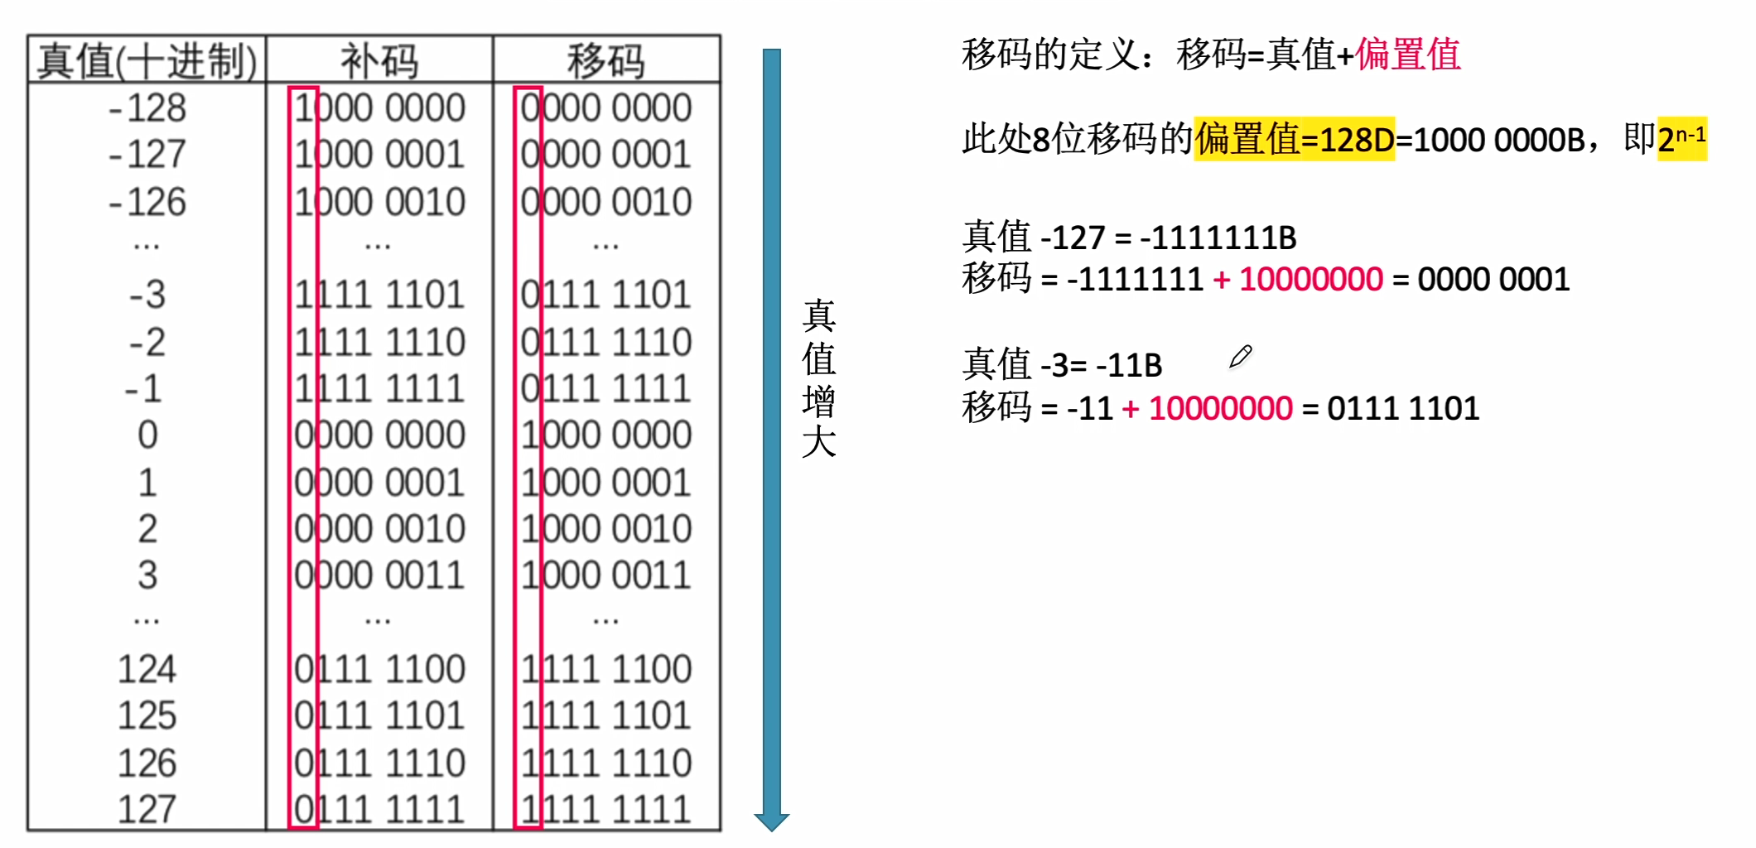 真值(十进制) 补码 移码
-128 1000 0000 0000 0000
-127 1000 0001 0000 0001
-126 1000 0010 0000 0010
... ... ...
-3 1111 1101 0111 1101
-2 1111 1110 0111 1110
-1 1111 1111 0111 1111
0 0000 0000 1000 0000
1 0000 0001 1000 0001
2 0000 0010 1000 0010
3 0000 0011 1000 0011
... ... ...
124 0111 1100 1111 1100
125 0111 1101 1111 1101
126 0111 1110 1111 1110
127 0111 1111 1111 1111
真值增大
移码的定义：移码=真值+偏置值
此处8位移码的偏置值=128D=1000 0000B，即2ⁿ⁻¹
真值 -127 = -1111111B
移码 = -1111111 + 10000000 = 0000 0001
真值 -3= -11B
移码 = -11 + 10000000 = 0111 1101